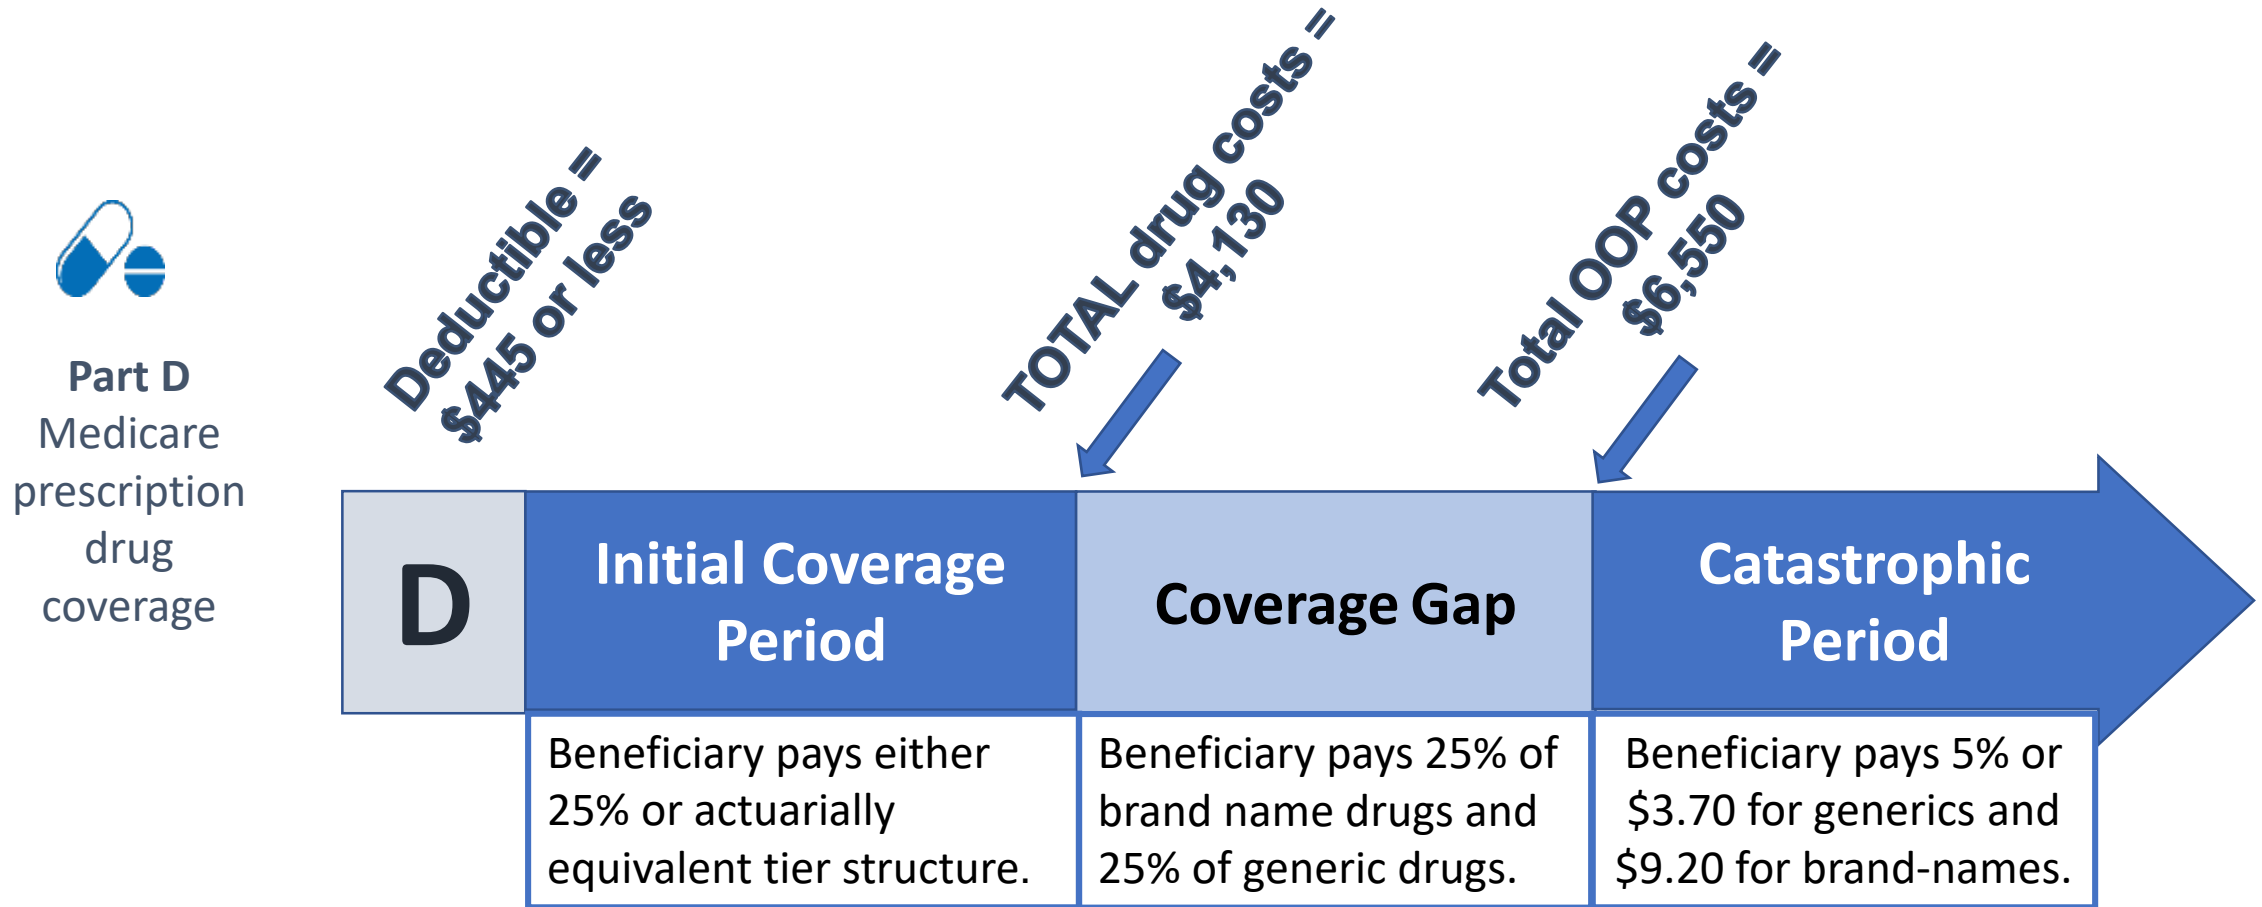 Part D
Medicare
prescription
drug
coverage
Deductible =
$445 or less
TOTAL drug costs =
$4,130
Total OOP costs =
$6,550
D
Initial Coverage
Period
Coverage Gap
Catastrophic
Period
Beneficiary pays either
25% or actuarially
equivalent tier structure.
Beneficiary pays 25% of
brand name drugs and
25% of generic drugs.
Beneficiary pays 5% or
$3.70 for generics and
$9.20 for brand-names.